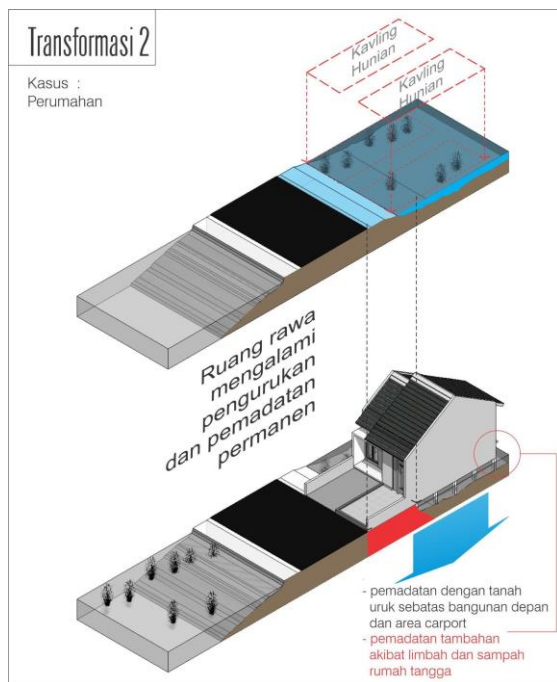 Transformasi 2
Kasus :
Perumahan
Kavling
Hunian
Kavling
Hunian
Ruang rawa
mengalami
pengurukan
dan pemadatan
permanen
- pemadatan dengan tanah
uruk sebatas bangunan depan
dan area carport
- pemadatan tambahan
akibat limbah dan sampah
rumah tangga